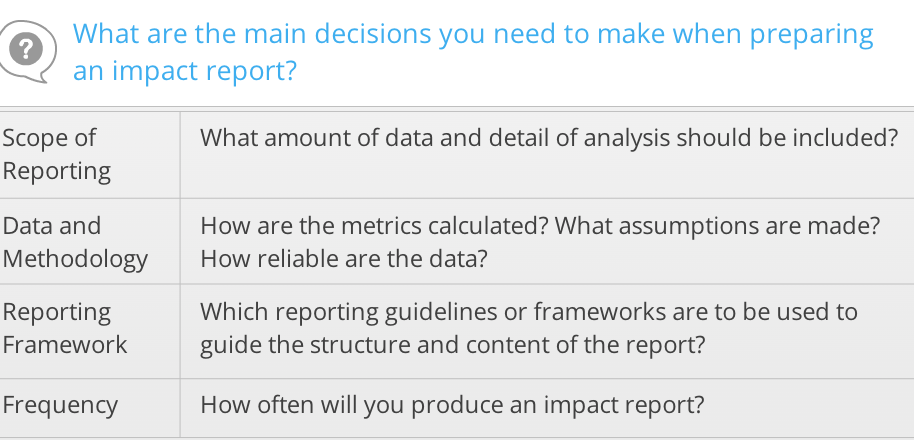 ?
What are the main decisions you need to make when preparing
an impact report?
Scope of
Reporting
What amount of data and detail of analysis should be included?
Data and
Methodology
How are the metrics calculated? What assumptions are made?
How reliable are the data?
Reporting
Framework
Which reporting guidelines or frameworks are to be used to
guide the structure and content of the report?
Frequency
How often will you produce an impact report?